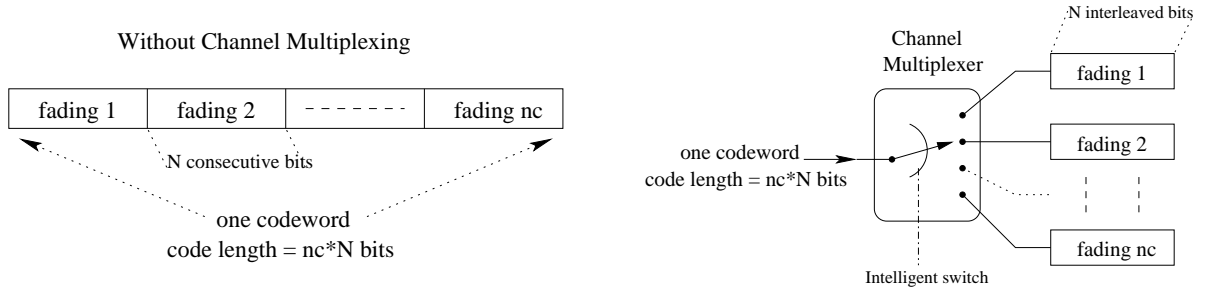 Without Channel Multiplexing
fading 1
fading 2
fading nc
N consecutive bits
one codeword
code length = nc*N bits
Channel
Multiplexer
N interleaved bits
fading 1
fading 2
fading nc
one codeword
code length = nc*N bits
Intelligent switch